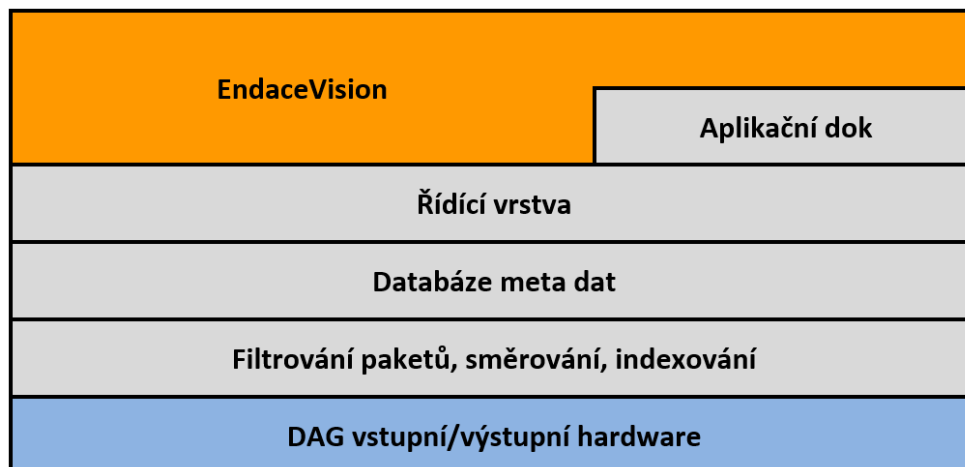 EndaceVision
Aplikační dok
Řídící vrstva
Databáze meta dat
Filtrování paketů, směrování, indexování
DAG vstupní/výstupní hardware